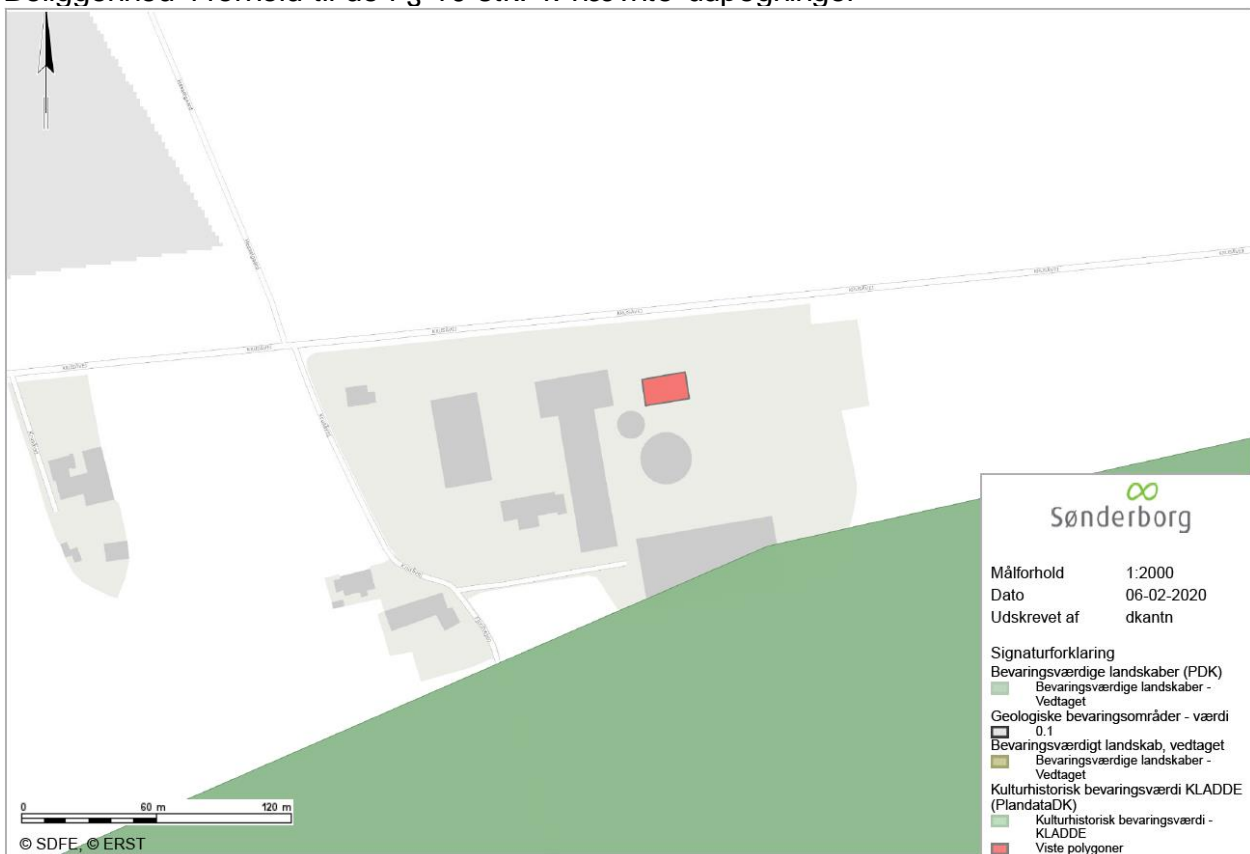 Målforhold 1:2000
Dato 06-02-2020
Udskrevet af dkantn
Sønderborg
Signaturforklaring
Bevaringsværdige landskaber (PDK)
Bevaringsværdige landskaber -
Vedtaget
Geologiske bevaringsområder - værdi
0.1
Bevaringsværdigt landskab, vedtaget
Bevaringsværdige landskaber -
Vedtaget
Kulturhistorisk bevaringsværdi KLADDE
(PlandataDK)
Kulturhistorisk bevaringsværdi -
KLADDE
Viste polygoner
0 60 m 120 m
© SDFE, © ERST